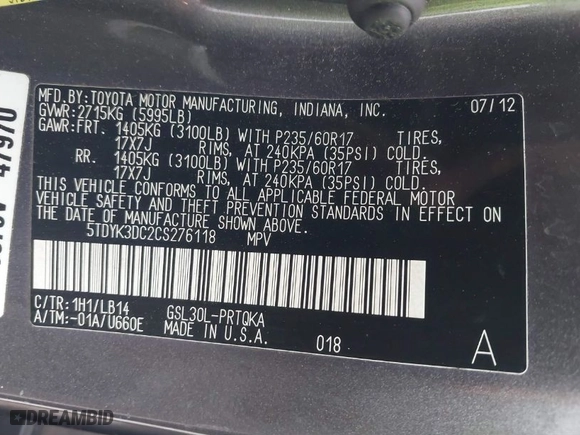 MFD.BY:TOYOTA MOTOR MANUFACTURING, INDIANA, INC. 07/12
GVWR:2715KG (5995LB)
GAWR:FRT. 1405KG (3100LB) WITH P235/60R17 TIRES,
17X7J RIMS, AT 240KPA (35PSI) COLD.
RR. 1405KG (3100LB) WITH P235/60R17 TIRES,
17X7J RIMS, AT 240KPA (35PSI) COLD.
THIS VEHICLE CONFORMS TO ALL APPLICABLE FEDERAL MOTOR
VEHICLE SAFETY AND THEFT PREVENTION STANDARDS IN EFFECT ON
THE DATE OF MANUFACTURE SHOWN ABOVE.
5TDYK3DC2CS276118 MPV
C/TR:1H1/LB14 GSL30L-PRTQKA
A/TM:-01A/U660E MADE IN U.S.A. 018 A
47970
DREAMBID